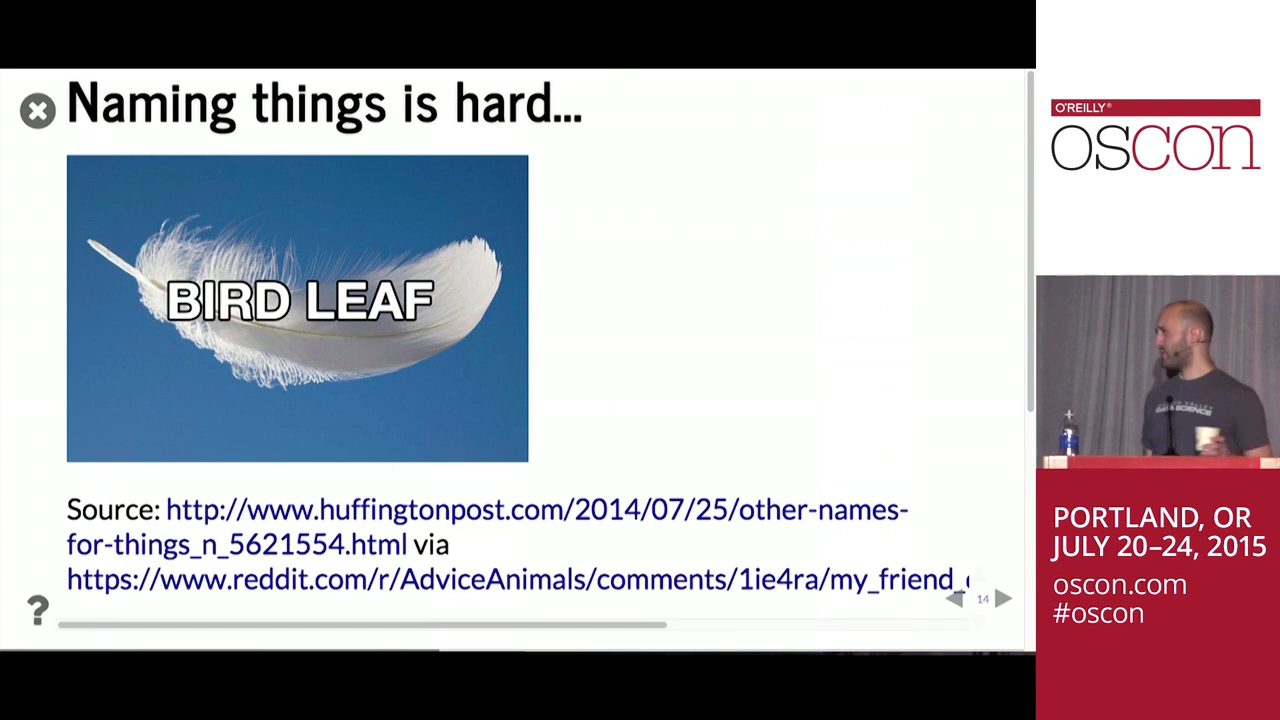 Naming things is hard...
BIRD LEAF
Source: http://www.huffingtonpost.com/2014/07/25/other-names-
for-things_n_5621554.html via
https://www.reddit.com/r/AdviceAnimals/comments/1ie4ra/my_friend_
14
?
O'REILLY®
OSCON
SCIENCE
PORTLAND, OR
JULY 20–24, 2015
oscon.com
#oscon